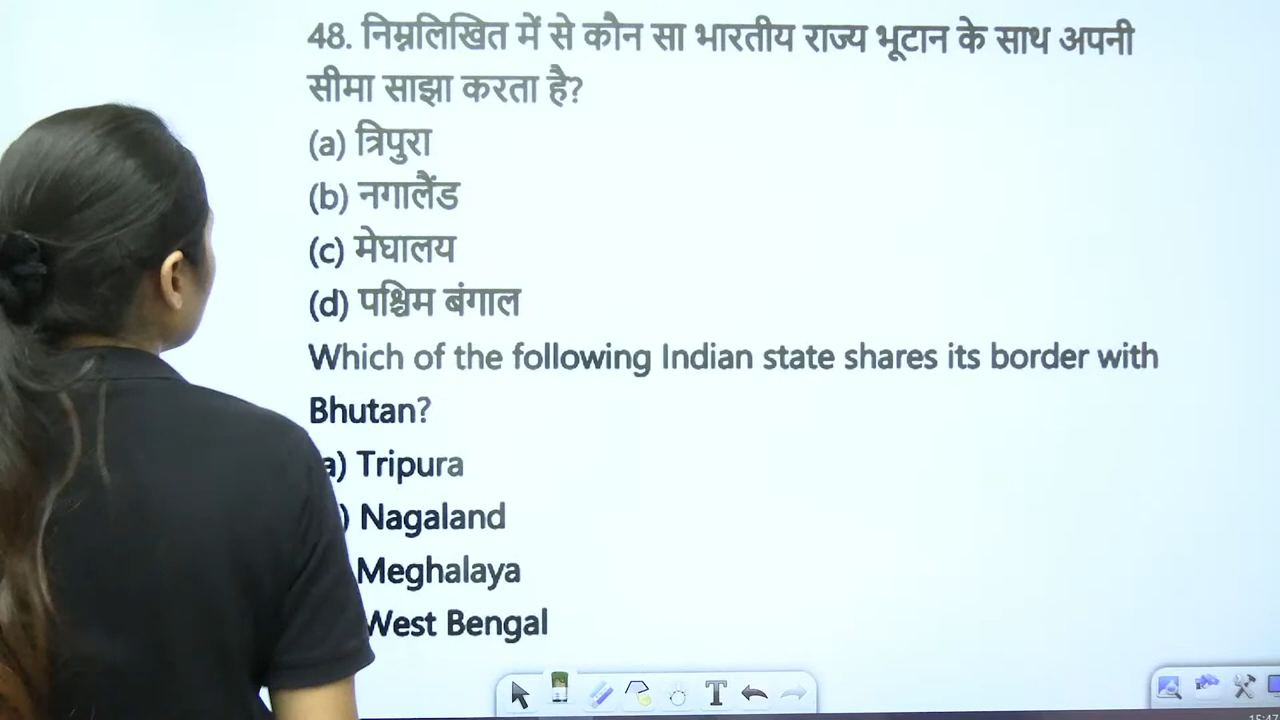 48. निम्नलिखित में से कौन सा भारतीय राज्य भूटान के साथ अपनी
सीमा साझा करता है?
(a) त्रिपुरा
(b) नगालैंड
(c) मेघालय
(d) पश्चिम बंगाल
Which of the following Indian state shares its border with
Bhutan?
a) Tripura
) Nagaland
Meghalaya
West Bengal
T